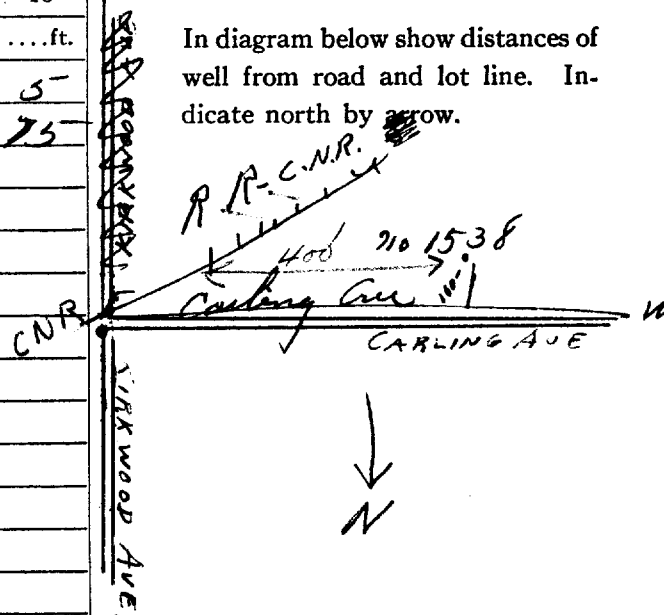 ....ft.
5
75
In diagram below show distances of
well from road and lot line. In-
dicate north by arrow.
R. R. C.N.R.
400'
no 1538
Carling Ave
CNR
W
CARLING AVE
KIRKWOOD AVE
N